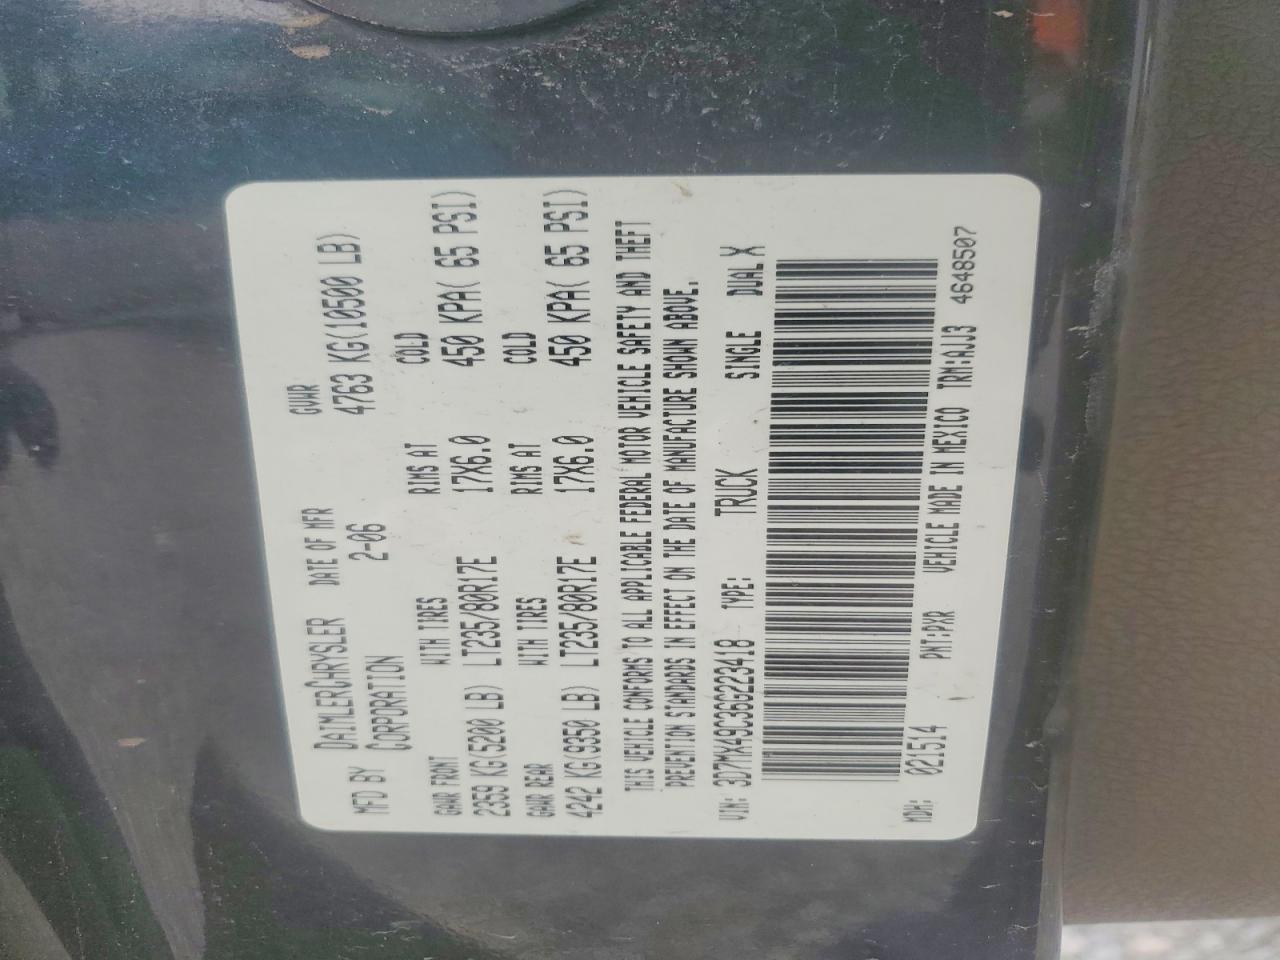 MFD BY DAIMLERCHRYSLER CORPORATION
DATE OF MFR 2-06
GVWR 4763 KG(10500 LB)
GAWR FRONT WITH TIRES RIMS AT COLD
2359 KG(5200 LB) LT235/80R17E 17X6.0 450 KPA( 65 PSI)
GAWR REAR WITH TIRES RIMS AT COLD
4242 KG(9350 LB) LT235/80R17E 17X6.0 450 KPA( 65 PSI)
THIS VEHICLE CONFORMS TO ALL APPLICABLE FEDERAL MOTOR VEHICLE SAFETY AND THEFT
PREVENTION STANDARDS IN EFFECT ON THE DATE OF MANUFACTURE SHOWN ABOVE.
VIN: 3D7MX49C36G223418 TYPE: TRUCK SINGLE DUAL X
MDH: 021514 PNT:PXR VEHICLE MADE IN MEXICO TRM:AJJ3 4648507